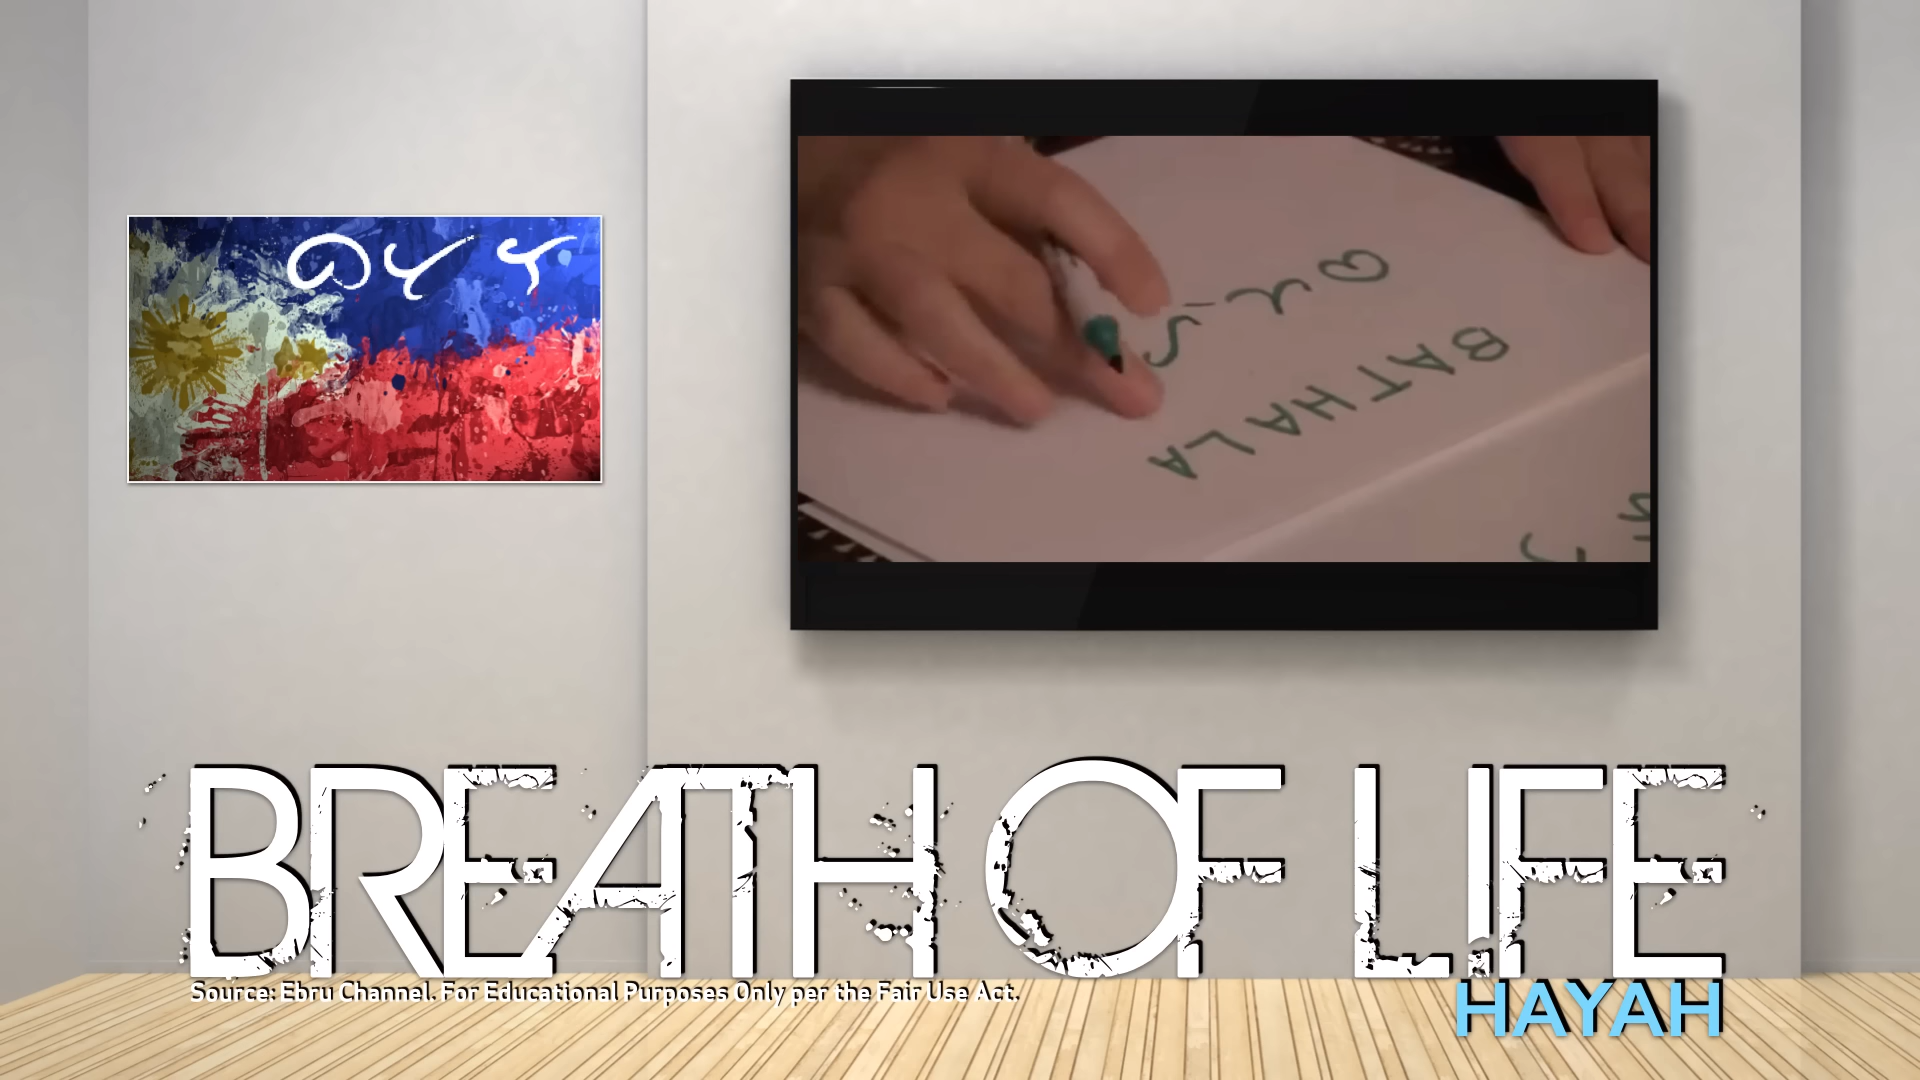 BATHALA
BREATH OF LIFE
Source: Ebru Channel. For Educational Purposes Only per the Fair Use Act.
HAYAH